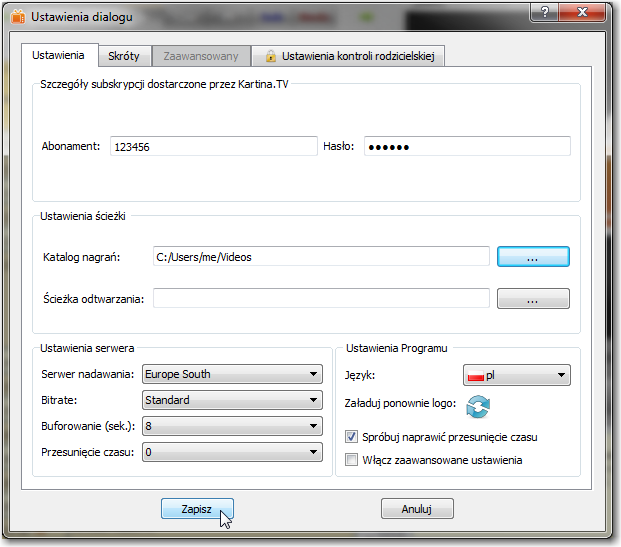 Ustawienia dialogu
?
Ustawienia Skróty Zaawansowany Ustawienia kontroli rodzicielskiej
Szczegóły subskrypcji dostarczone przez Kartina.TV
Abonament: 123456 Hasło: ●●●●●●
Ustawienia ścieżki
Katalog nagrań: C:/Users/me/Videos ...
Ścieżka odtwarzania: ...
Ustawienia serwera
Serwer nadawania: Europe South
Bitrate: Standard
Buforowanie (sek.): 8
Przesunięcie czasu: 0
Ustawienia Programu
Język: pl
Załaduj ponownie logo:
Spróbuj naprawić przesunięcie czasu
Włącz zaawansowane ustawienia
Zapisz Anuluj